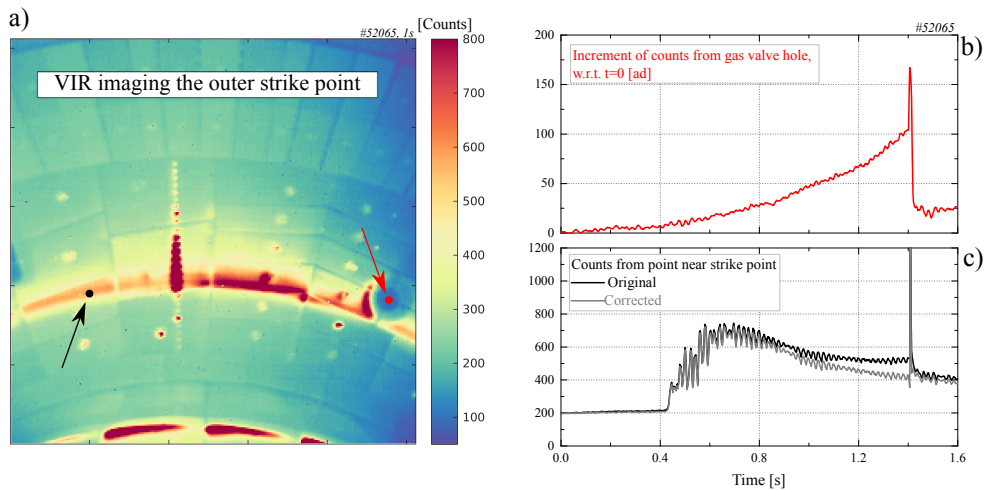 a)
#52065, 1s
[Counts]
VIR imaging the outer strike point
800
700
600
500
400
300
200
100
#52065
b)
Increment of counts from gas valve hole,
w.r.t. t=0 [ad]
200
150
100
50
0
c)
Counts from point near strike point
Original
Corrected
1200
1000
800
600
400
200
0
0.0
0.4
0.8
1.2
1.6
Time [s]